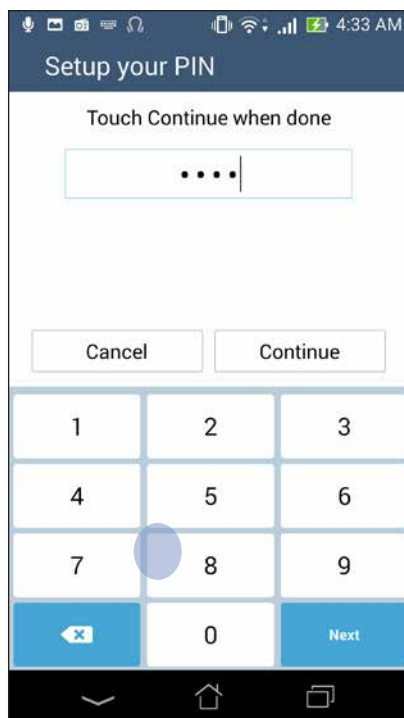 4:33 AM
Setup your PIN
Touch Continue when done
••••
Cancel Continue
1 2 3
4 5 6
7 8 9
0 Next